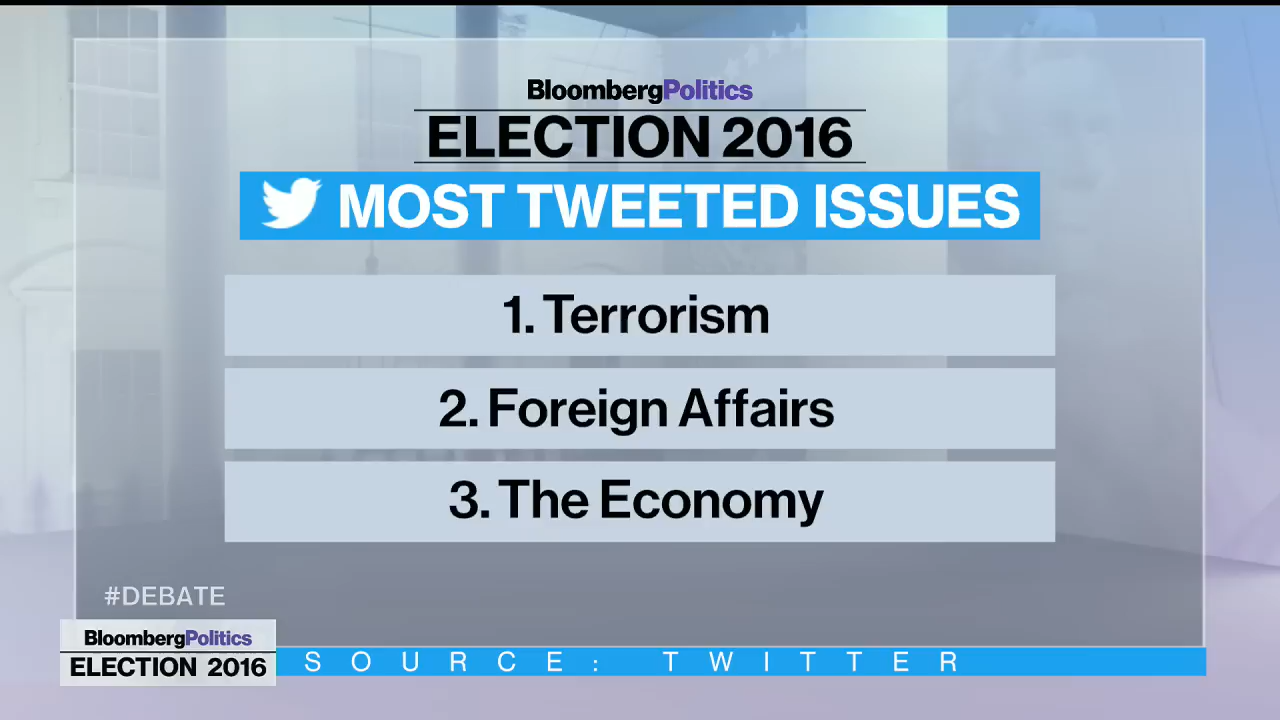 BloombergPolitics
ELECTION 2016
MOST TWEETED ISSUES
1. Terrorism
2. Foreign Affairs
3. The Economy
#DEBATE
BloombergPolitics
ELECTION 2016
SOURCE: TWITTER